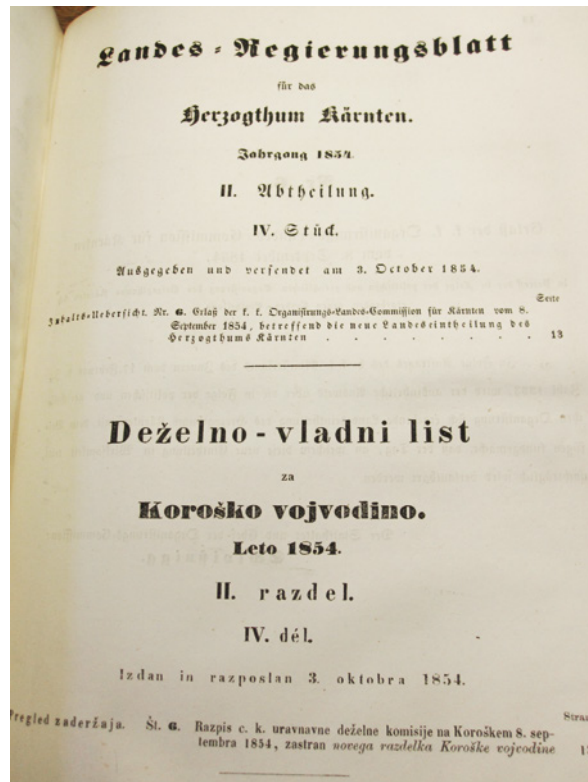 Landes-Regierungsblatt
für das
Herzogthum Kärnten.
Jahrgang 1854.
II. Abtheilung.
IV. Stück.
Ausgegeben und versendet am 3. October 1854.
Seite
Inhalts-Uebersicht. Nr. 6. Erlaß der k. k. Organisirungs-Landes-Commission für Kärnten vom 8.
September 1854, betreffend die neue Landeseintheilung des
Herzogthums Kärnten . . . . . . . 13
Deželno-vladni list
za
Koroško vojvodino.
Leto 1854.
II. razdel.
IV. dél.
Izdan in razposlan 3. oktobra 1854.
Stran
Pregled zaderžaja. Št. 6. Razpis c. k. uravnavne deželne komisije na Koroškem 8. sep-
tembra 1854, zastran novega razdelka Koroške vojvodine